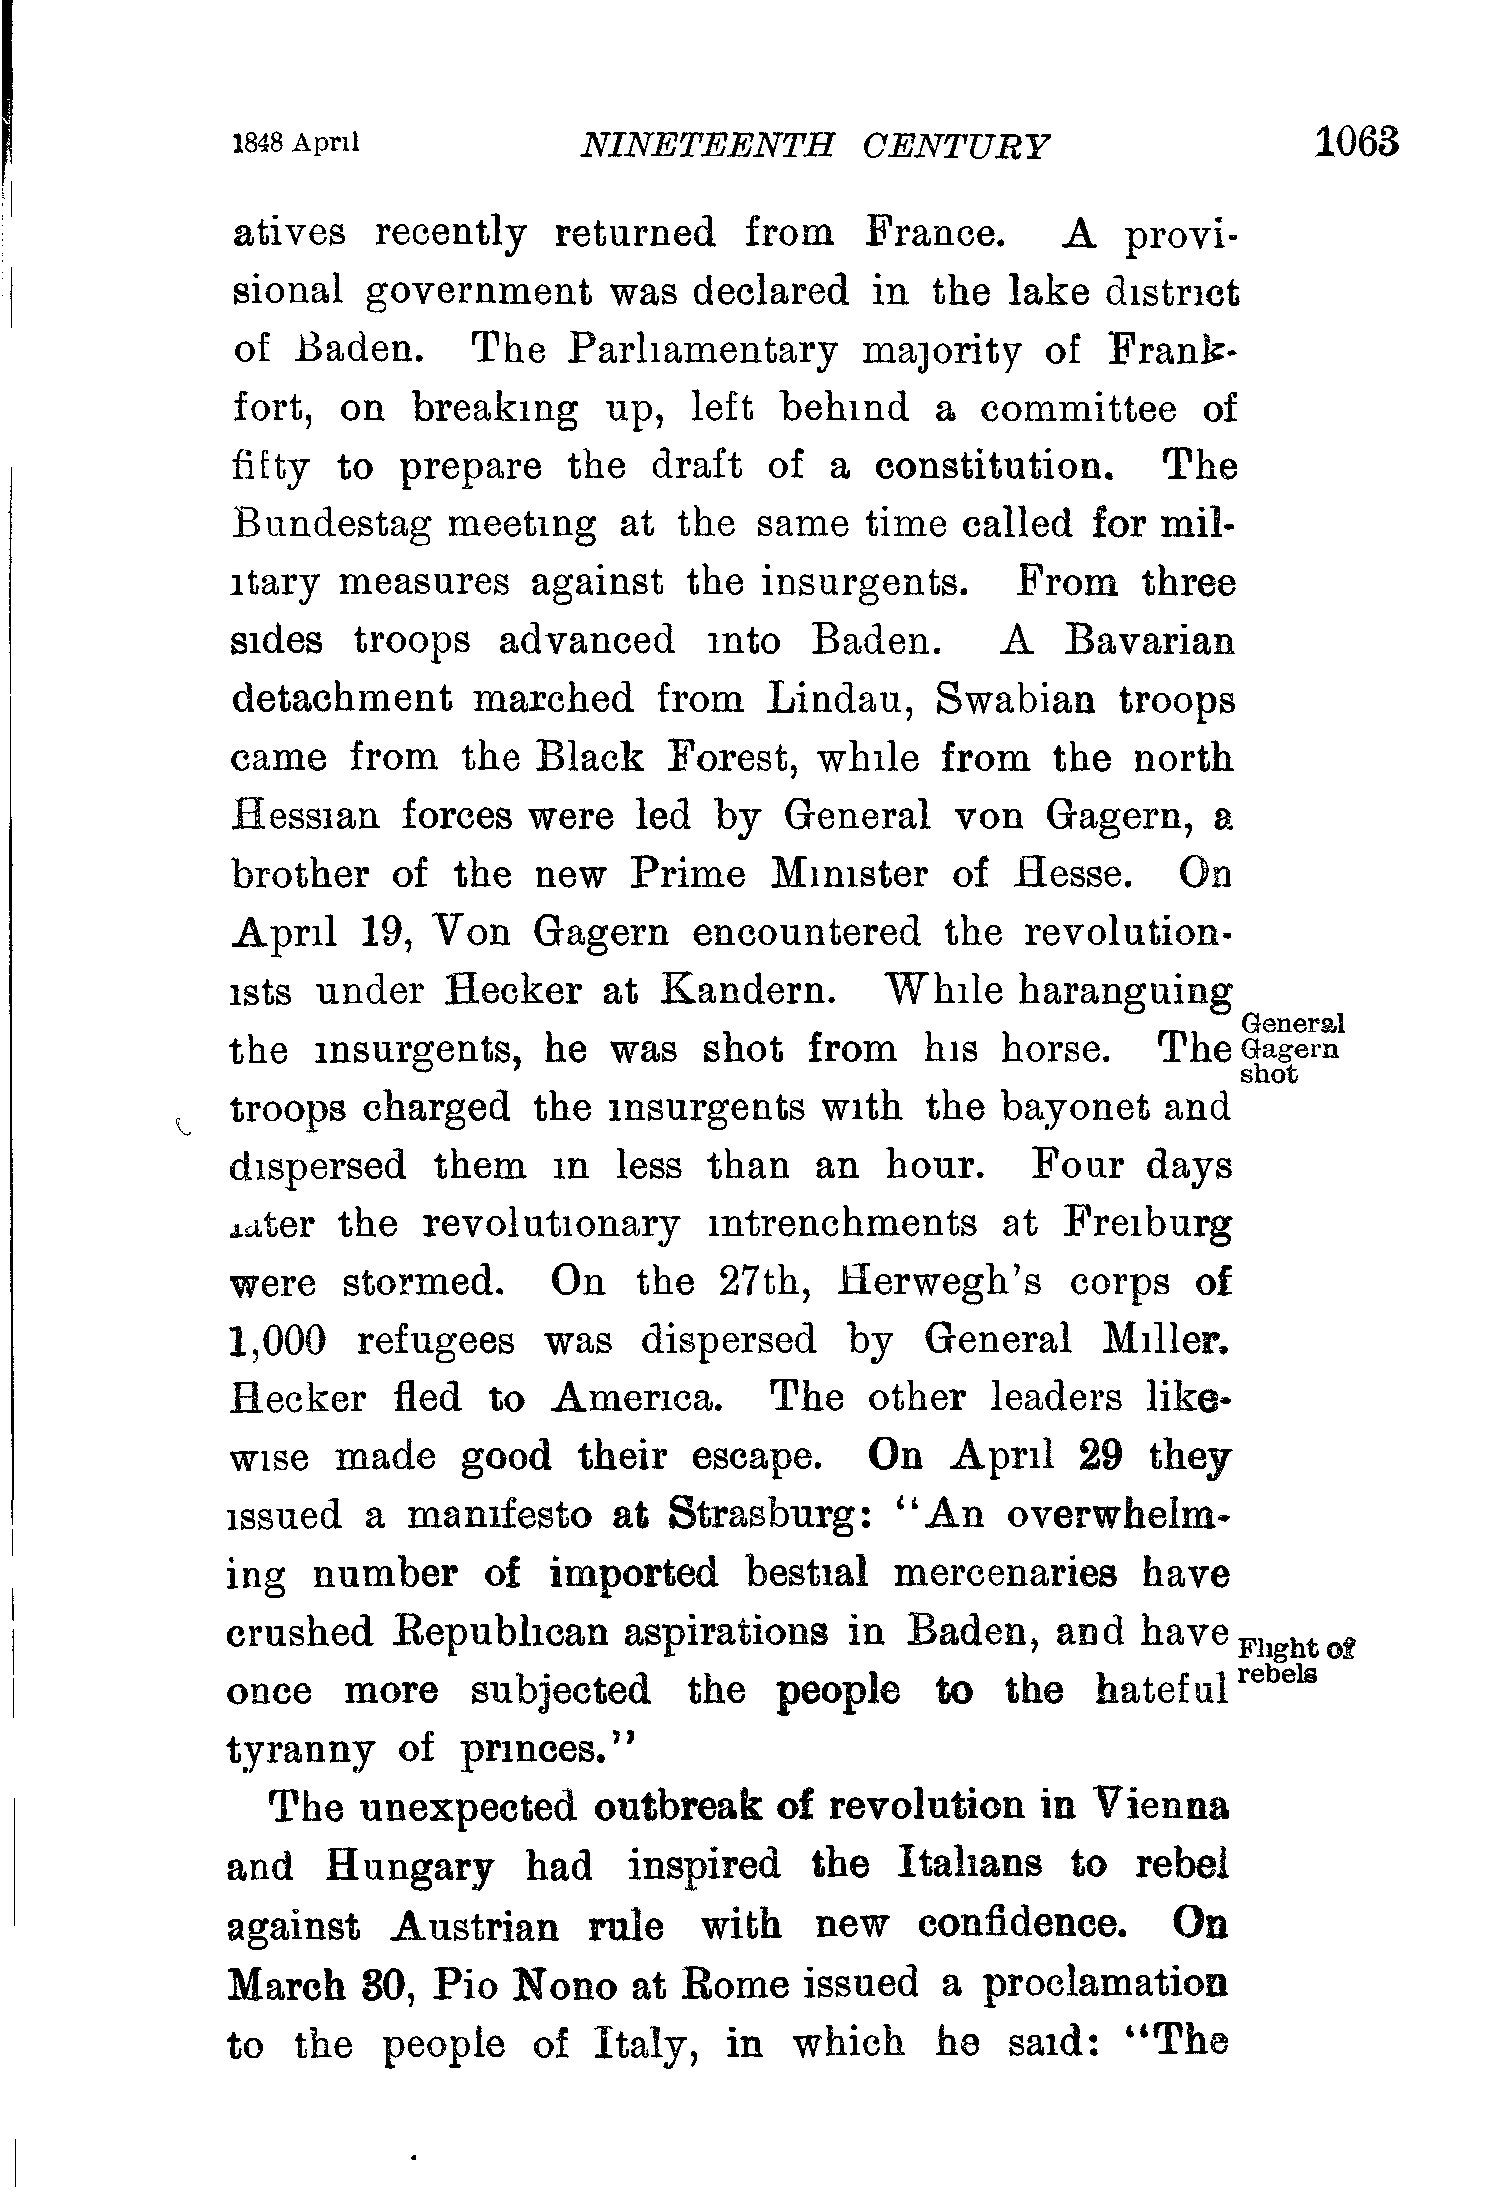 1848 April NINETEENTH CENTURY 1063
atives recently returned from France. A provi-
sional government was declared in the lake district
of Baden. The Parliamentary majority of Frank-
fort, on breaking up, left behind a committee of
fifty to prepare the draft of a constitution. The
Bundestag meeting at the same time called for mil-
itary measures against the insurgents. From three
sides troops advanced into Baden. A Bavarian
detachment marched from Lindau, Swabian troops
came from the Black Forest, while from the north
Hessian forces were led by General von Gagern, a
brother of the new Prime Minister of Hesse. On
April 19, Von Gagern encountered the revolution-
ists under Hecker at Kandern. While haranguing
the insurgents, he was shot from his horse. The
General
Gagern
shot
troops charged the insurgents with the bayonet and
dispersed them in less than an hour. Four days
later the revolutionary intrenchments at Freiburg
were stormed. On the 27th, Herwegh's corps of
1,000 refugees was dispersed by General Miller.
Hecker fled to America. The other leaders like-
wise made good their escape. On April 29 they
issued a manifesto at Strasburg: "An overwhelm-
ing number of imported bestial mercenaries have
crushed Republican aspirations in Baden, and have
once more subjected the people to the hateful
Flight of
rebels
tyranny of princes."
The unexpected outbreak of revolution in Vienna
and Hungary had inspired the Italians to rebel
against Austrian rule with new confidence. On
March 30, Pio Nono at Rome issued a proclamation
to the people of Italy, in which he said: "The